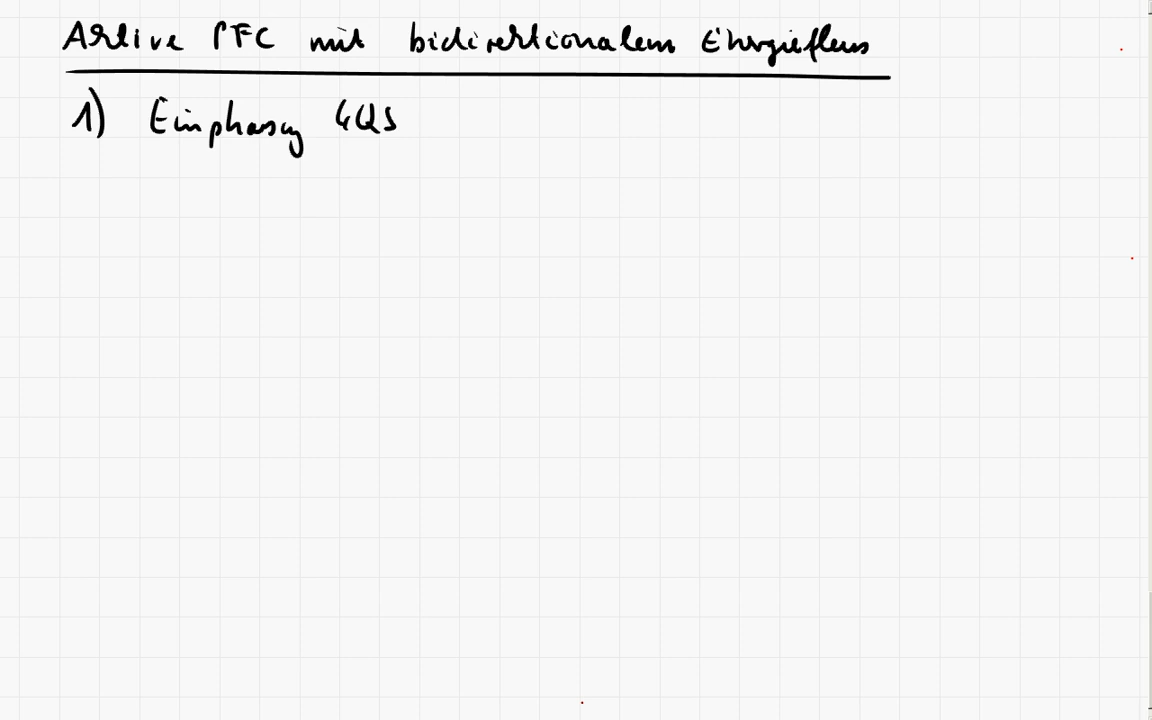 Aktive PFC mit bidirektionalem Energiefluss
1) Einphasig 4QS